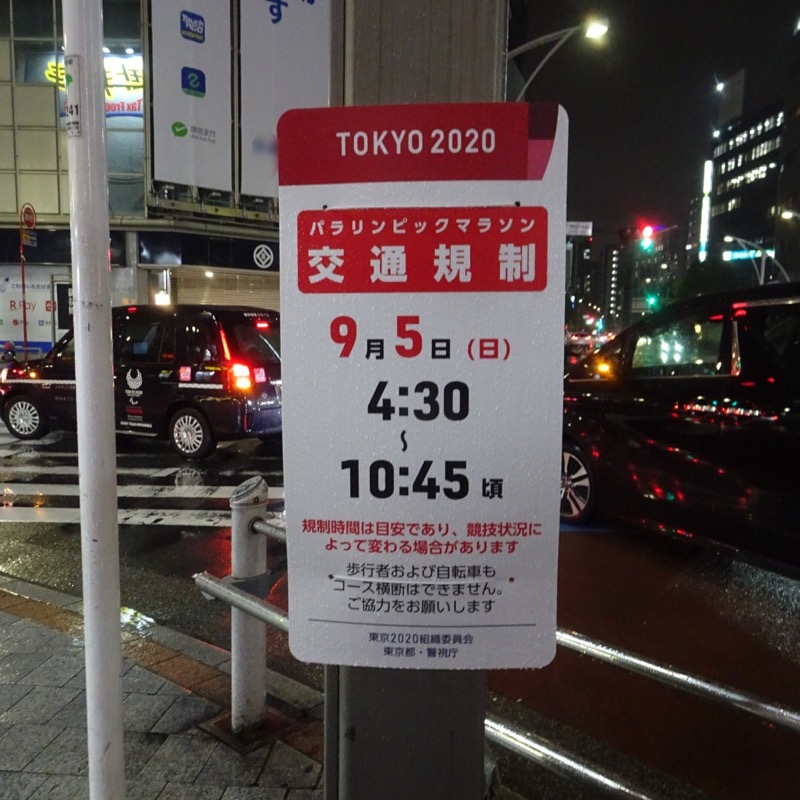 TOKYO 2020
パラリンピックマラソン
交通規制
9月5日(日)
4:30
〜
10:45頃
規制時間は目安であり、競技状況に
よって変わる場合があります
歩行者および自転車も
コース横断はできません。
ご協力をお願いします
東京2020組織委員会
東京都・警視庁
す
Tax Free
R Pay